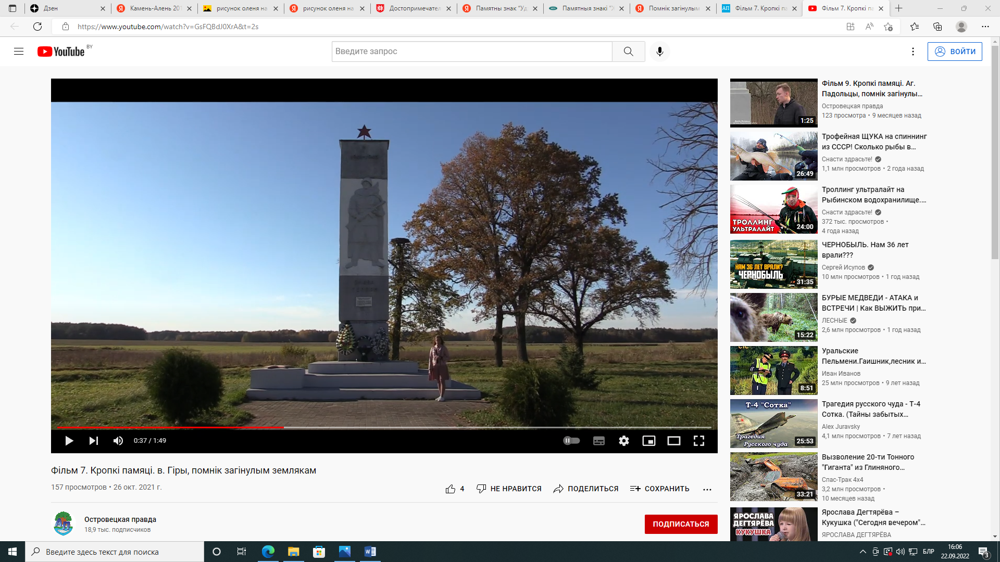 Дзен
Камень-Алень 201
рисунок оленя на
рисунок оленя на
Достопримечател
Памятны знак "Уд
Памятныя знакі "Ж
Помнік загінулым
Фільм 7. Кропкі па
Фільм 7. Кропкі па
https://www.youtube.com/watch?v=GsFQBdJ0XrA&t=2s
YouTube BY
Введите запрос
ВОЙТИ
0:37 / 1:49
Фільм 7. Кропкі памяці. в. Гіры, помнік загінулым землякам
157 просмотров • 26 окт. 2021 г.
4
НЕ НРАВИТСЯ
ПОДЕЛИТЬСЯ
СОХРАНИТЬ
Островецкая правда
18,9 тыс. подписчиков
ПОДПИСАТЬСЯ
1:25
Фільм 9. Кропкі памяці. Аг.
Падольцы, помнік загінулы...
Островецкая правда
123 просмотра • 9 месяцев назад
26:49
Трофейная ЩУКА на спиннинг
из СССР! Сколько рыбы в...
Снасти здрасьте!
1,1 млн просмотров • 2 года назад
ТРОЛЛИНГ
УЛЬТРАЛАЙТ
24:00
Троллинг ультралайт на
Рыбинском водохранилище....
Снасти здрасьте!
372 тыс. просмотров •
4 года назад
НАМ 36 ЛЕТ ВРАЛИ?
ЧЕРНОБЫЛЬ
31:35
ЧЕРНОБЫЛЬ. Нам 36 лет
врали???
Сергей Исупов
10 млн просмотров • 1 год назад
15:22
БУРЫЕ МЕДВЕДИ - АТАКА и
ВСТРЕЧИ | Как ВЫЖИТЬ при...
ЛЕСНЫЕ
2,6 млн просмотров • 1 год назад
8:51
Уральские
Пельмени.Гаишник,лесник и...
Иван Иванов
25 млн просмотров • 9 лет назад
Т-4 "Сотка"
Трагедия
Русского чуда
25:53
Трагедия русского чуда - Т-4
Сотка. (Тайны забытых...
Alex Juravsky
4,1 млн просмотров • 7 лет назад
33:21
Вызволение 20-ти Тонного
"Гиганта" из Глиняного...
Спас-Трак 4x4
3,2 млн просмотров •
10 месяцев назад
ЯРОСЛАВА
ДЕГТЯРЁВА
КУКУШКА
Ярослава Дегтярёва –
Кукушка ("Сегодня вечером"...
ЯРОСЛАВА ДЕГТЯРЁВА
Введите здесь текст для поиска
БЛР
16:06
22.09.2022
3